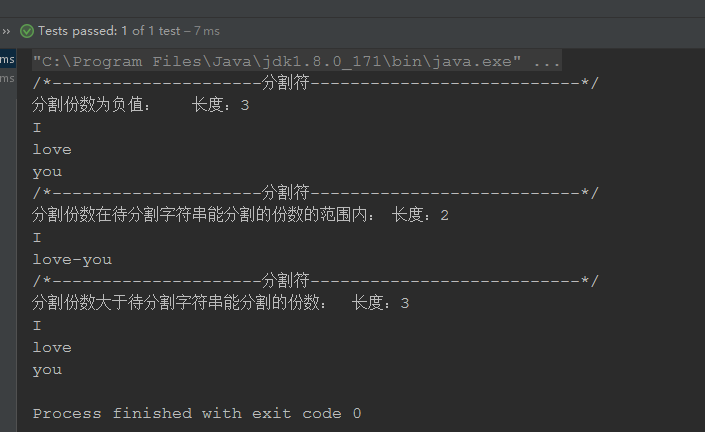 Tests passed: 1 of 1 test – 7 ms
ms
ms
"C:\Program Files\Java\jdk1.8.0_171\bin\java.exe" ...
/*---------------------分割符---------------------------*/
分割份数为负值:    长度:3
I
love
you
/*---------------------分割符---------------------------*/
分割份数在待分割字符串能分割的份数的范围内: 长度:2
I
love-you
/*---------------------分割符---------------------------*/
分割份数大于待分割字符串能分割的份数:  长度:3
I
love
you
Process finished with exit code 0